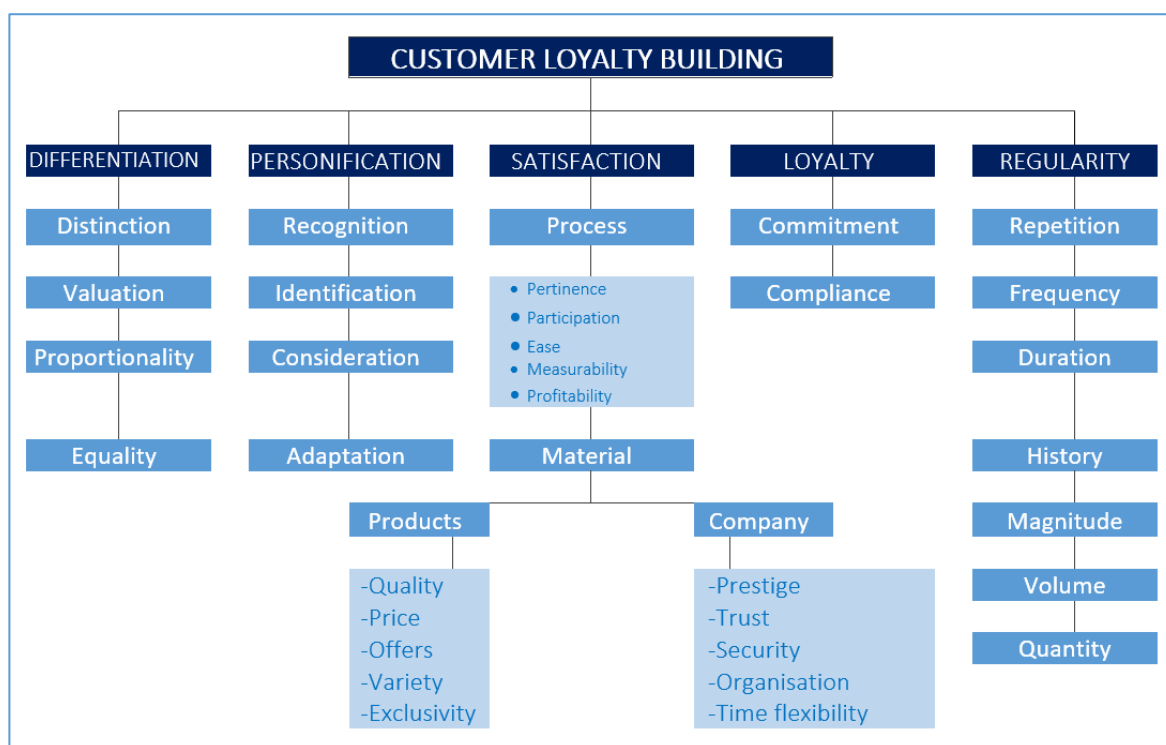 CUSTOMER LOYALTY BUILDING
DIFFERENTIATION
PERSONIFICATION
SATISFACTION
LOYALTY
REGULARITY
Distinction
Recognition
Process
Commitment
Repetition
Valuation
Identification
• Pertinence
• Participation
• Ease
• Measurability
• Profitability
Compliance
Frequency
Proportionality
Consideration
Duration
Equality
Adaptation
Material
History
Products
Company
Magnitude
-Quality
-Price
-Offers
-Variety
-Exclusivity
-Prestige
-Trust
-Security
-Organisation
-Time flexibility
Volume
Quantity